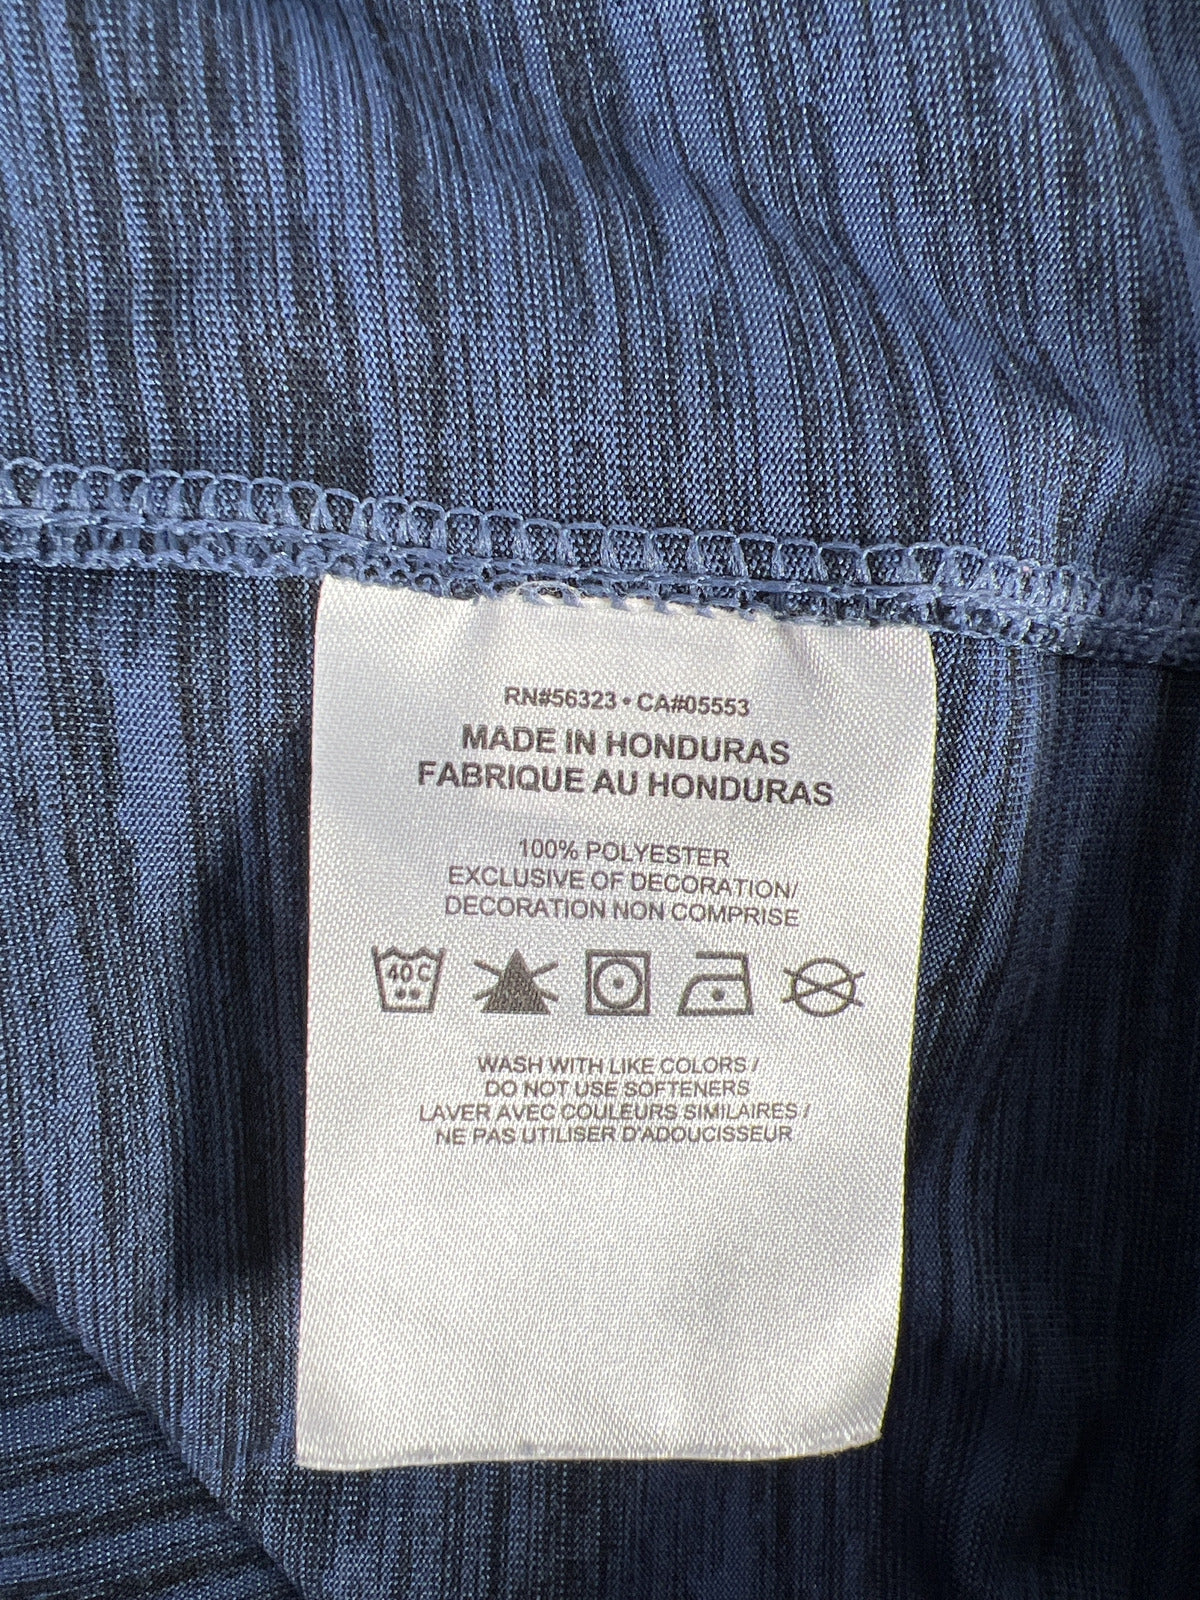 RN#56323 • CA#05553
MADE IN HONDURAS
FABRIQUE AU HONDURAS
100% POLYESTER
EXCLUSIVE OF DECORATION/
DECORATION NON COMPRISE
40 C
WASH WITH LIKE COLORS /
DO NOT USE SOFTENERS
LAVER AVEC COULEURS SIMILAIRES /
NE PAS UTILISER D'ADOUCISSEUR